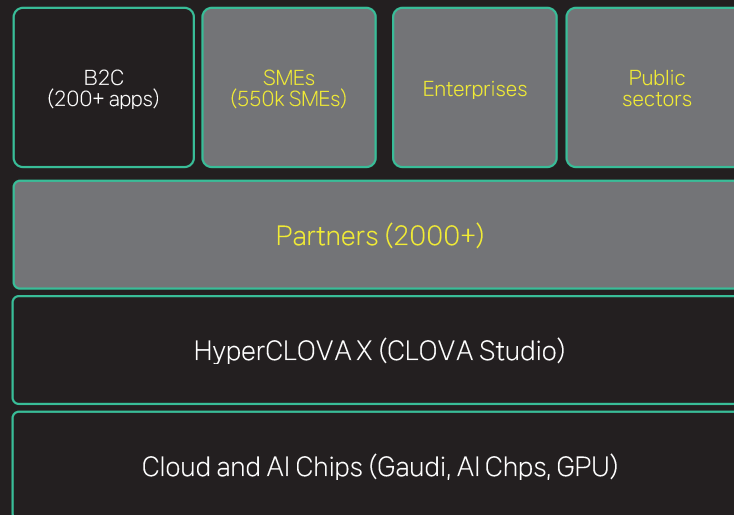 B2C
(200+ apps)
SMEs
(550k SMEs)
Enterprises
Public
sectors
Partners (2000+)
HyperCLOVA X (CLOVA Studio)
Cloud and AI Chips (Gaudi, AI Chps, GPU)